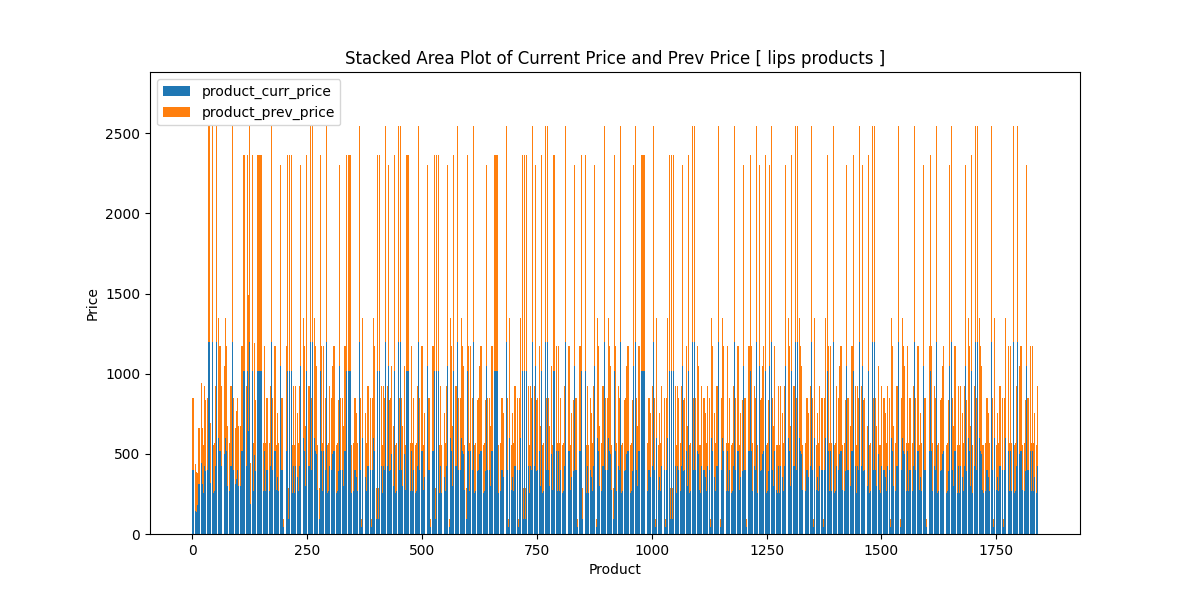 Stacked Area Plot of Current Price and Prev Price [ lips products ]
product_curr_price
product_prev_price
2500
2000
1500
1000
500
0
Price
0 250 500 750 1000 1250 1500 1750
Product